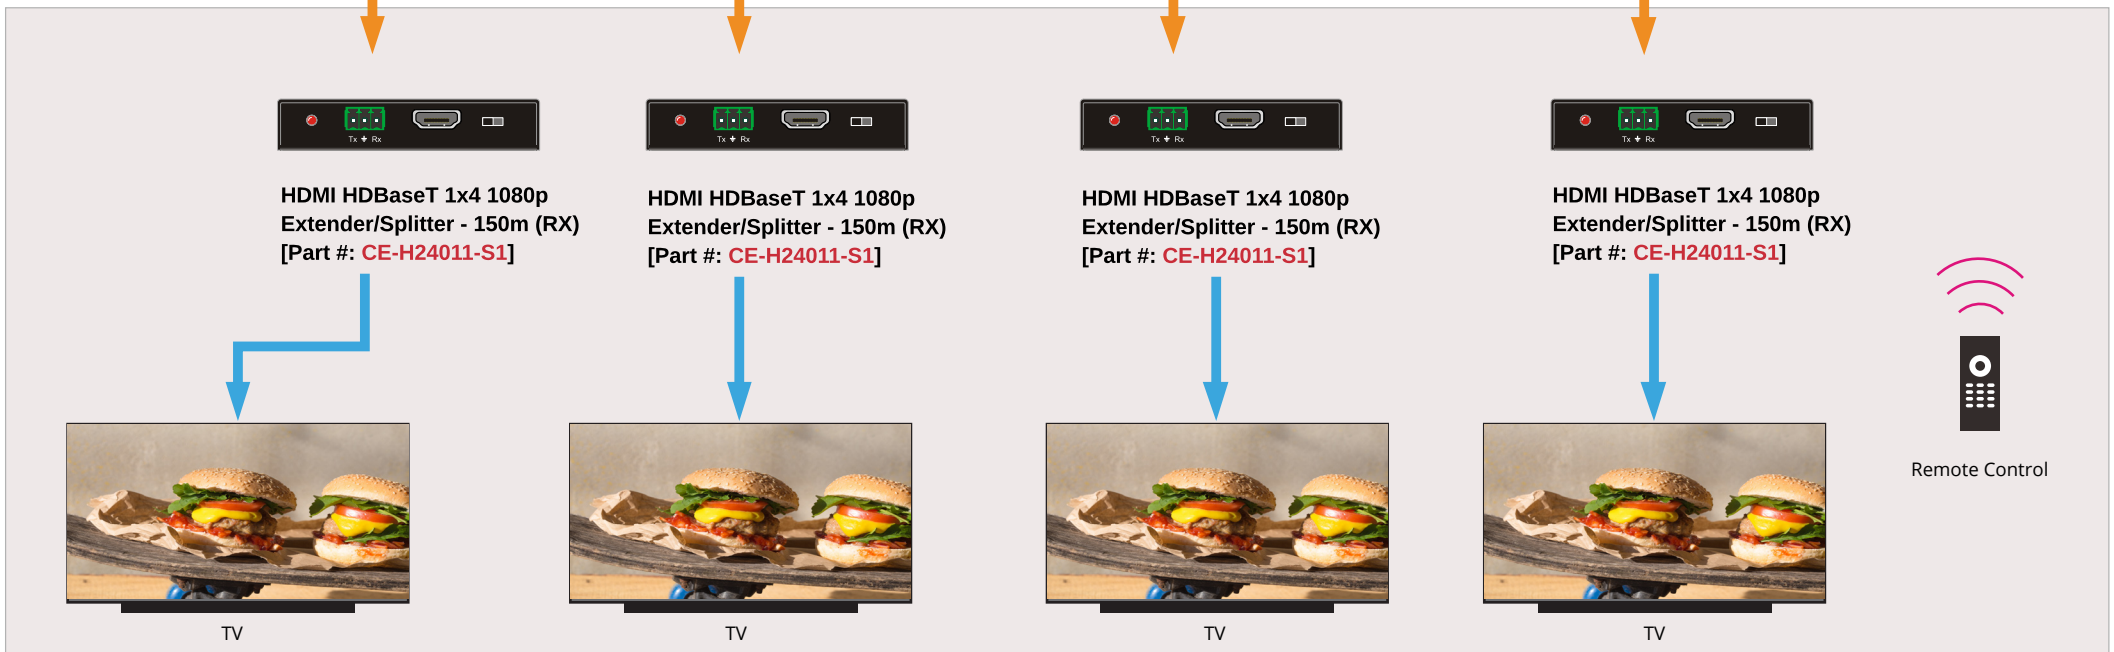 Tx Rx
Tx Rx
Tx Rx
Tx Rx
HDMI HDBaseT 1x4 1080p
Extender/Splitter - 150m (RX)
[Part #: CE-H24011-S1]
HDMI HDBaseT 1x4 1080p
Extender/Splitter - 150m (RX)
[Part #: CE-H24011-S1]
HDMI HDBaseT 1x4 1080p
Extender/Splitter - 150m (RX)
[Part #: CE-H24011-S1]
HDMI HDBaseT 1x4 1080p
Extender/Splitter - 150m (RX)
[Part #: CE-H24011-S1]
Remote Control
TV
TV
TV
TV